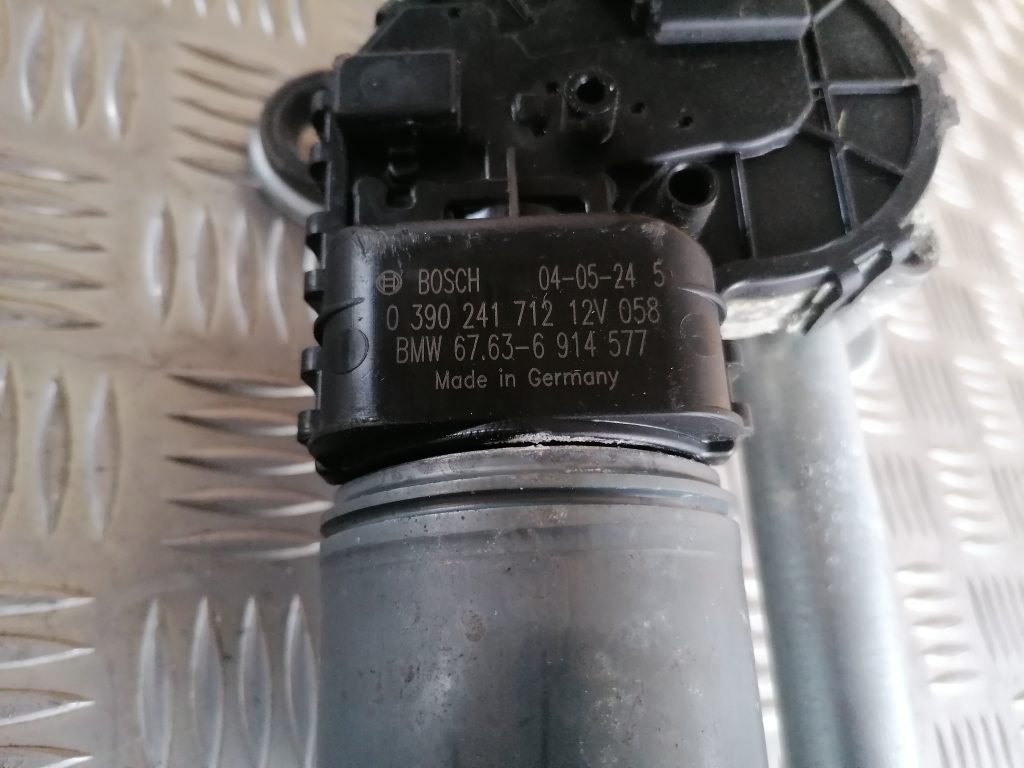 BOSCH 04-05-24 5
0 390 241 712 12V 058
BMW 67.63-6 914 577
Made in Germany